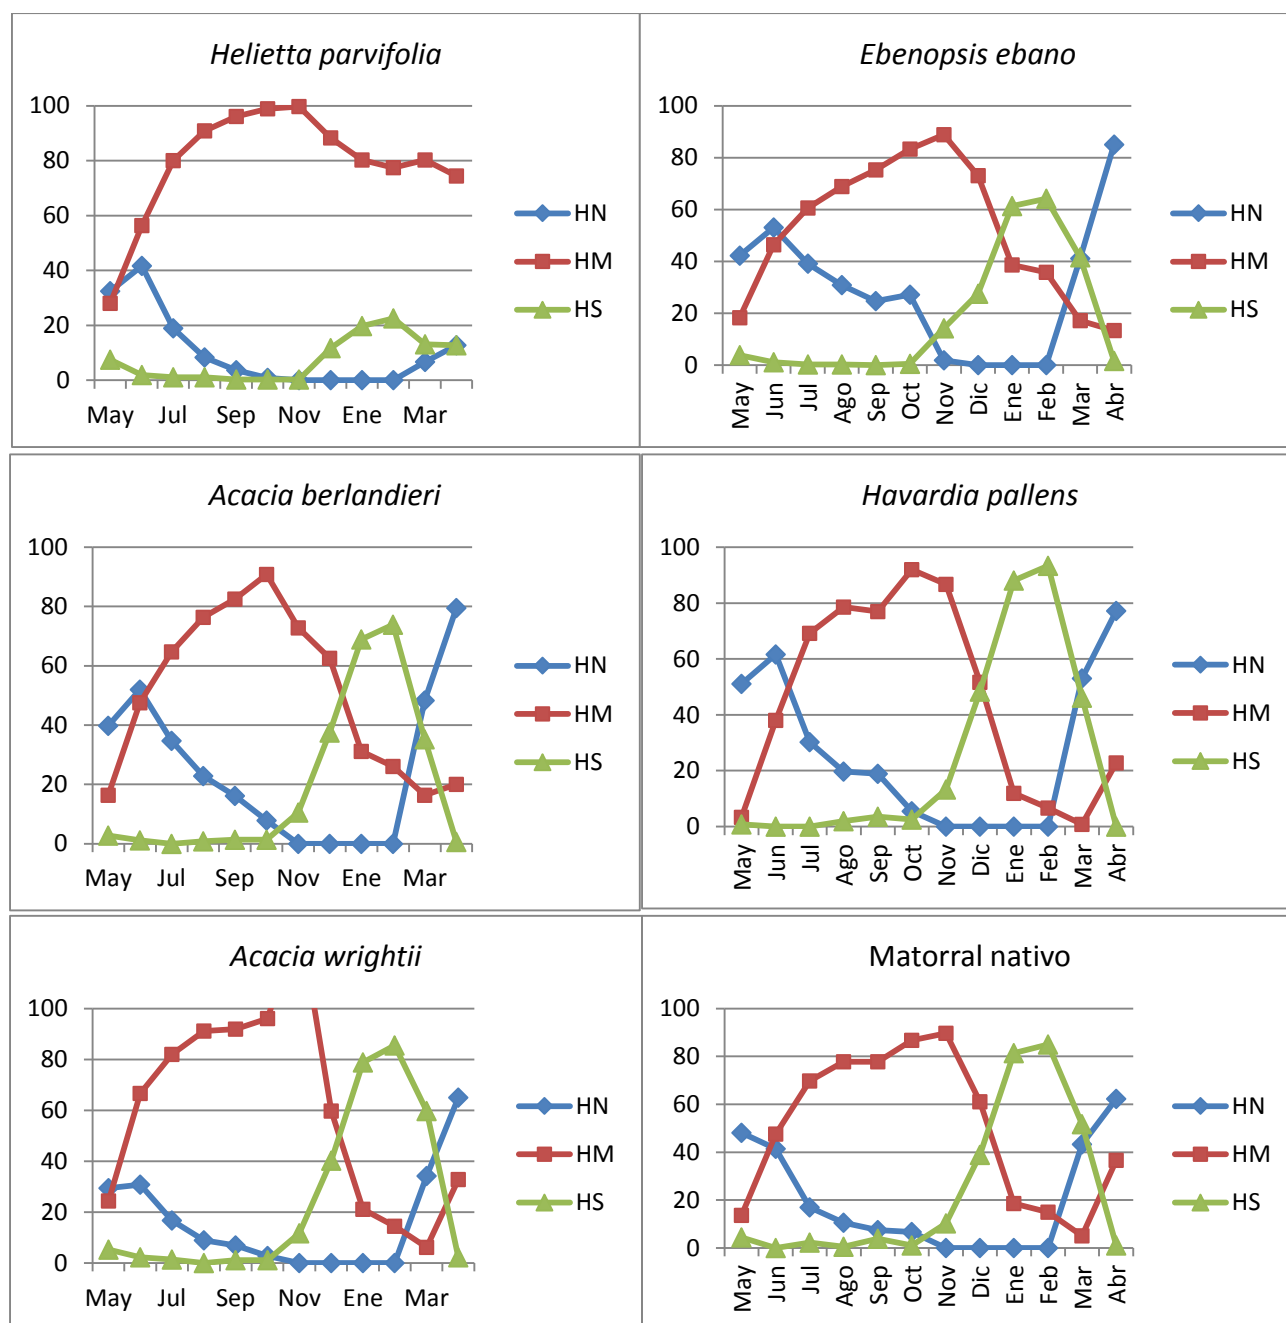 Helietta parvifolia
100
80
60
40
20
0
May Jul Sep Nov Ene Mar
HN
HM
HS
Ebenopsis ebano
100
80
60
40
20
0
May Jun Jul Ago Sep Oct Nov Dic Ene Feb Mar Abr
HN
HM
HS
Acacia berlandieri
100
80
60
40
20
0
May Jul Sep Nov Ene Mar
HN
HM
HS
Havardia pallens
100
80
60
40
20
0
May Jun Jul Ago Sep Oct Nov Dic Ene Feb Mar Abr
HN
HM
HS
Acacia wrightii
100
80
60
40
20
0
May Jul Sep Nov Ene Mar
HN
HM
HS
Matorral nativo
100
80
60
40
20
0
May Jun Jul Ago Sep Oct Nov Dic Ene Feb Mar Abr
HN
HM
HS